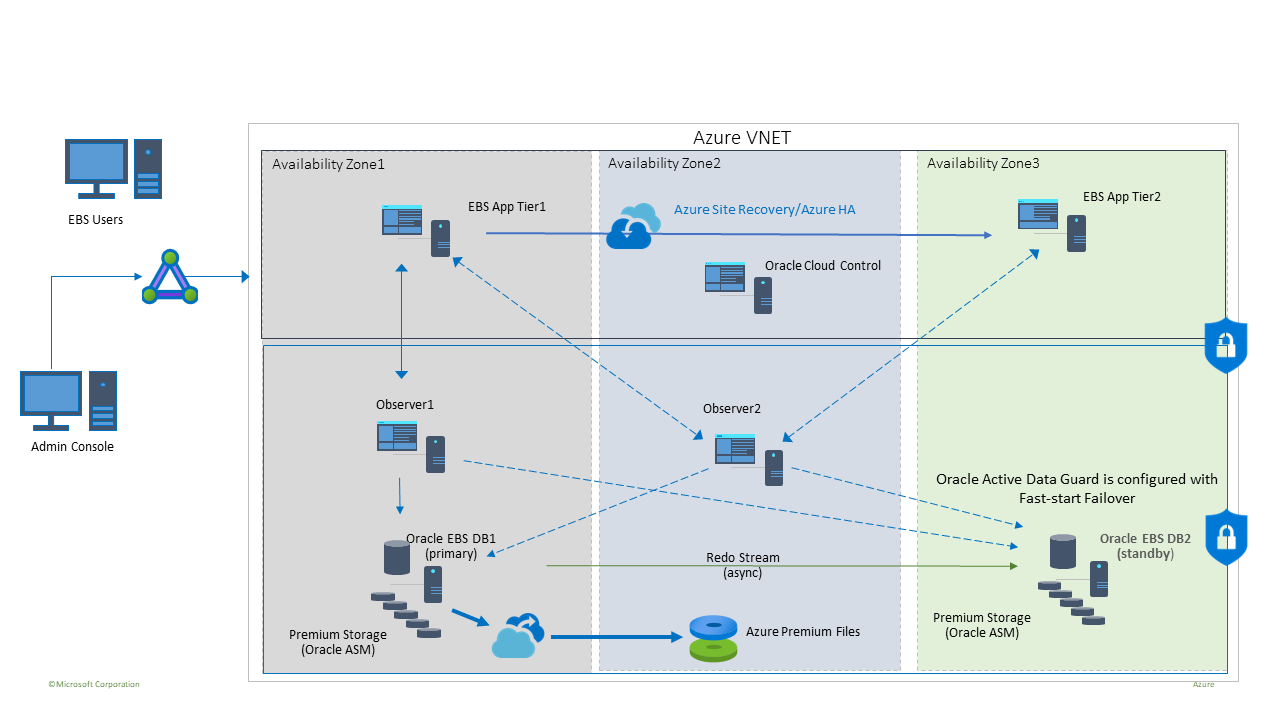 Azure VNET
Availability Zone1
Availability Zone2
Availability Zone3
EBS Users
EBS App Tier1
Azure Site Recovery/Azure HA
EBS App Tier2
Oracle Cloud Control
Admin Console
Observer1
Observer2
Oracle Active Data Guard is configured with
Fast-start Failover
Oracle EBS DB1
(primary)
Redo Stream
(async)
Oracle EBS DB2
(standby)
Premium Storage
(Oracle ASM)
Azure Premium Files
Premium Storage
(Oracle ASM)
©Microsoft Corporation
Azure